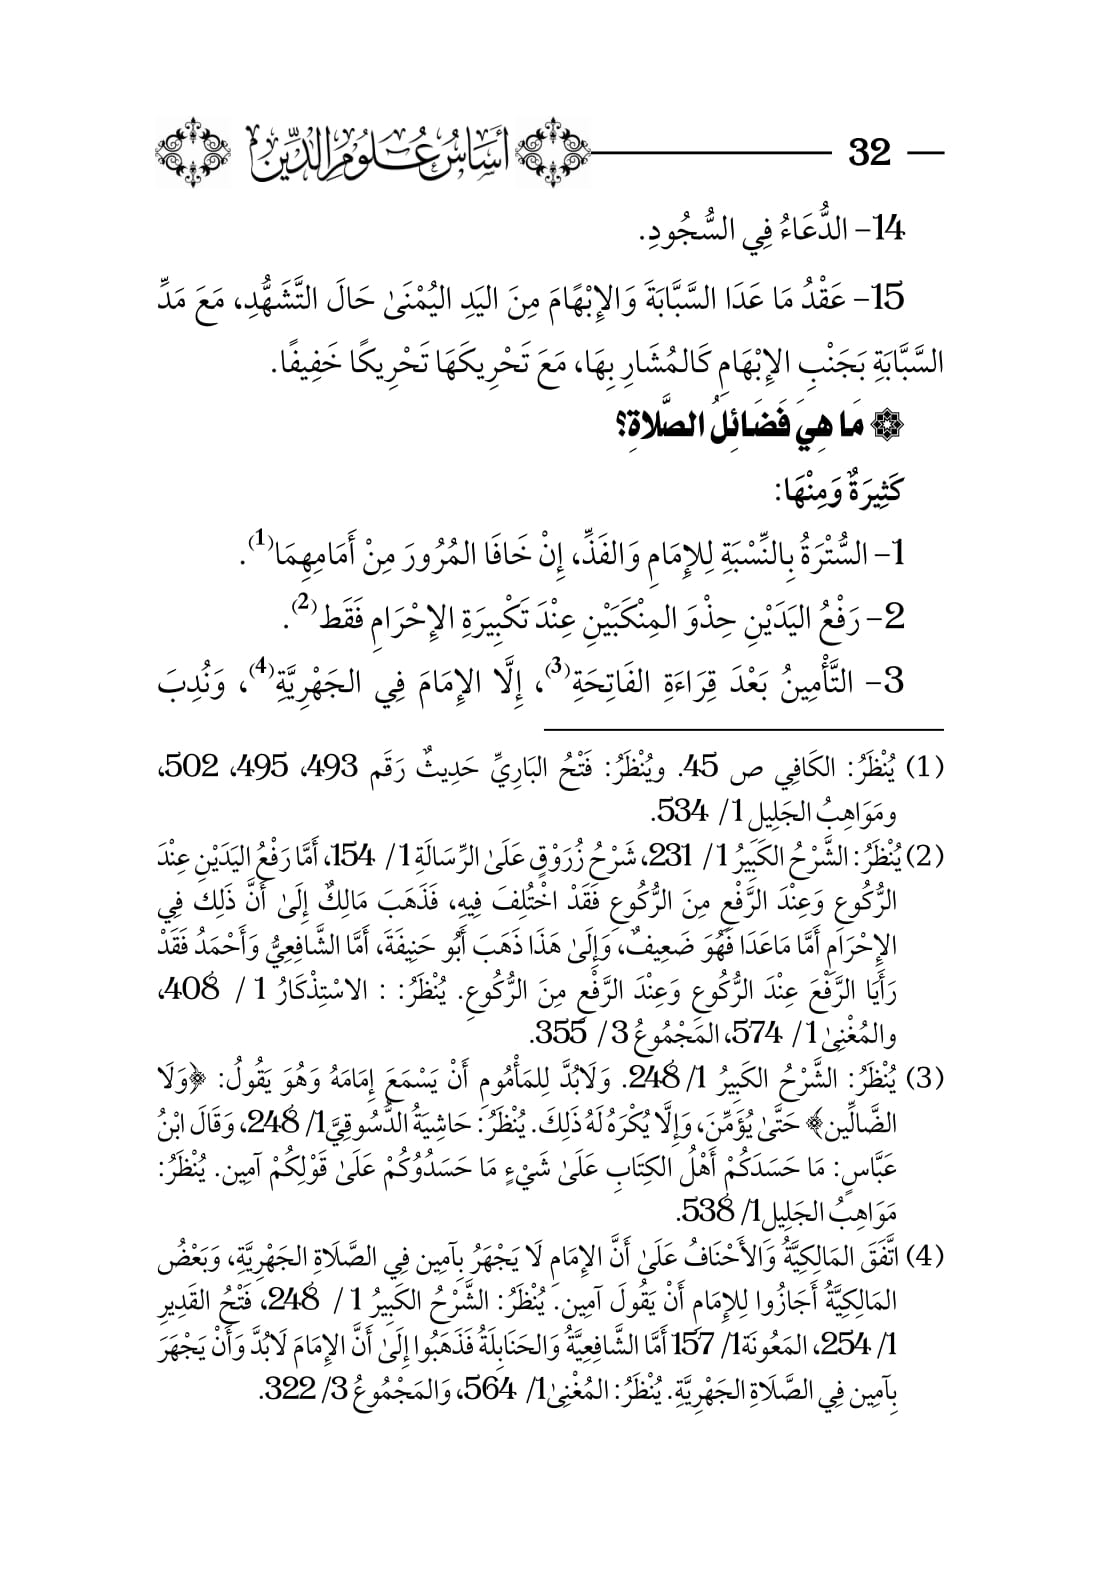 32 أَسَاسُ عُلُومِ الدِّينِ
14- الدُّعَاءُ فِي السُّجُودِ.
15- عَقْدُ مَا عَدَا السَّبَّابَةَ وَالإِبْهَامَ مِنَ اليَدِ اليُمْنَىٰ حَالَ التَّشَهُّدِ، مَعَ مَدِّ
السَّبَّابَةِ بَجَنْبِ الإِبْهَامِ كَالمُشَارِ بِهَا، مَعَ تَحْرِيكَهَا تَحْرِيكًا خَفِيفًا.
مَا هِيَ فَضَائِلُ الصَّلَاةِ؟
كَثِيرَةٌ وَمِنْهَا:
1- السُّتْرَةُ بِالنِّسْبَةِ لِلإِمَامِ وَالفَذِّ، إِنْ خَافَا المُرُورَ مِنْ أَمَامِهِمَا(1).
2- رَفْعُ اليَدَيْنِ حِذْوَ المِنْكَبَيْنِ عِنْدَ تَكْبِيرَةِ الإِحْرَامِ فَقَط(2).
3- التَّأْمِينُ بَعْدَ قِرَاءَةِ الفَاتِحَةِ(3)، إِلَّا الإِمَامَ فِي الجَهْرِيَّةِ(4)، وَنُدِبَ
(1) يُنْظَرُ: الكَافِي ص 45. ويُنْظَرُ: فَتْحُ البَارِيِّ حَدِيثٌ رَقَم 493، 495، 502،
ومَوَاهِبُ الجَلِيل 1/ 534.
(2) يُنْظَرُ: الشَّرْحُ الكَبِيرُ 1/ 231، شَرْحُ زُرَوْقٍ عَلَىٰ الرِّسَالَةِ 1/ 154، أَمَّا رَفْعُ اليَدَيْنِ عِنْدَ
الرُّكُوعِ وَعِنْدَ الرَّفْعِ مِنَ الرُّكُوعِ فَقَدْ اخْتُلِفَ فِيهِ، فَذَهَبَ مَالِكٌ إِلَىٰ أَنَّ ذَلِكَ فِي
الإِحْرَامِ أَمَّا مَاعَدَا فَهُوَ ضَعِيفٌ، وَإِلَىٰ هَذَا ذَهَبَ أَبُو حَنِيفَةَ، أَمَّا الشَّافِعِيُّ وَأَحْمَدُ فَقَدْ
رَأَيَا الرَّفْعَ عِنْدَ الرُّكُوعِ وَعِنْدَ الرَّفْعِ مِنَ الرُّكُوعِ. يُنْظَرُ: : الاسْتِذْكَارُ 1 / 408،
والمُغْنِىٰ 1/ 574، المَجْمُوعُ 3/ 355.
(3) يُنْظَرُ: الشَّرْحُ الكَبِيرُ 1/ 248. وَلَابُدَّ لِلمَأْمُومِ أَنْ يَسْمَعَ إِمَامَهُ وَهُوَ يَقُولُ: ﴿وَلَا
الضَّالِّين﴾ حَتَّىٰ يُؤَمِّنَ، وَإِلَّا يُكْرَهُ لَهُ ذَلِكَ. يُنْظَرُ: حَاشِيَةُ الدُّسُوقِيَّ 1/ 248، وَقَالَ ابْنُ
عَبَّاسٍ: مَا حَسَدَكُمْ أَهْلُ الكِتَابِ عَلَىٰ شَيْءٍ مَا حَسَدُوُكُمْ عَلَىٰ قَوْلِكُمْ آمِين. يُنْظَرُ:
مَوَاهِبُ الجَلِيل 1/ 538.
(4) اتَّفَقَ المَالِكِيَّةُ وَالأَحْنَافُ عَلَىٰ أَنَّ الإِمَامَ لَا يَجْهَرُ بِآمِين فِي الصَّلَاةِ الجَهْرِيَّةِ، وَبَعْضُ
المَالِكِيَّةُ أَجَازُوا لِلإِمَامِ أَنْ يَقُولَ آمِين. يُنْظَرُ: الشَّرْحُ الكَبِيرُ 1 / 248، فَتْحُ القَدِيرِ
1/ 254، المَعُونَة 1/ 157 أَمَّا الشَّافِعِيَّةُ وَالحَنَابِلَةُ فَذَهَبُوا إِلَىٰ أَنَّ الإِمَامَ لَابُدَّ وَأَنْ يَجْهَرَ
بِآمِين فِي الصَّلَاةِ الجَهْرِيَّةِ. يُنْظَرُ: المُغْنِىٰ 1/ 564، وَالمَجْمُوعُ 3/ 322.